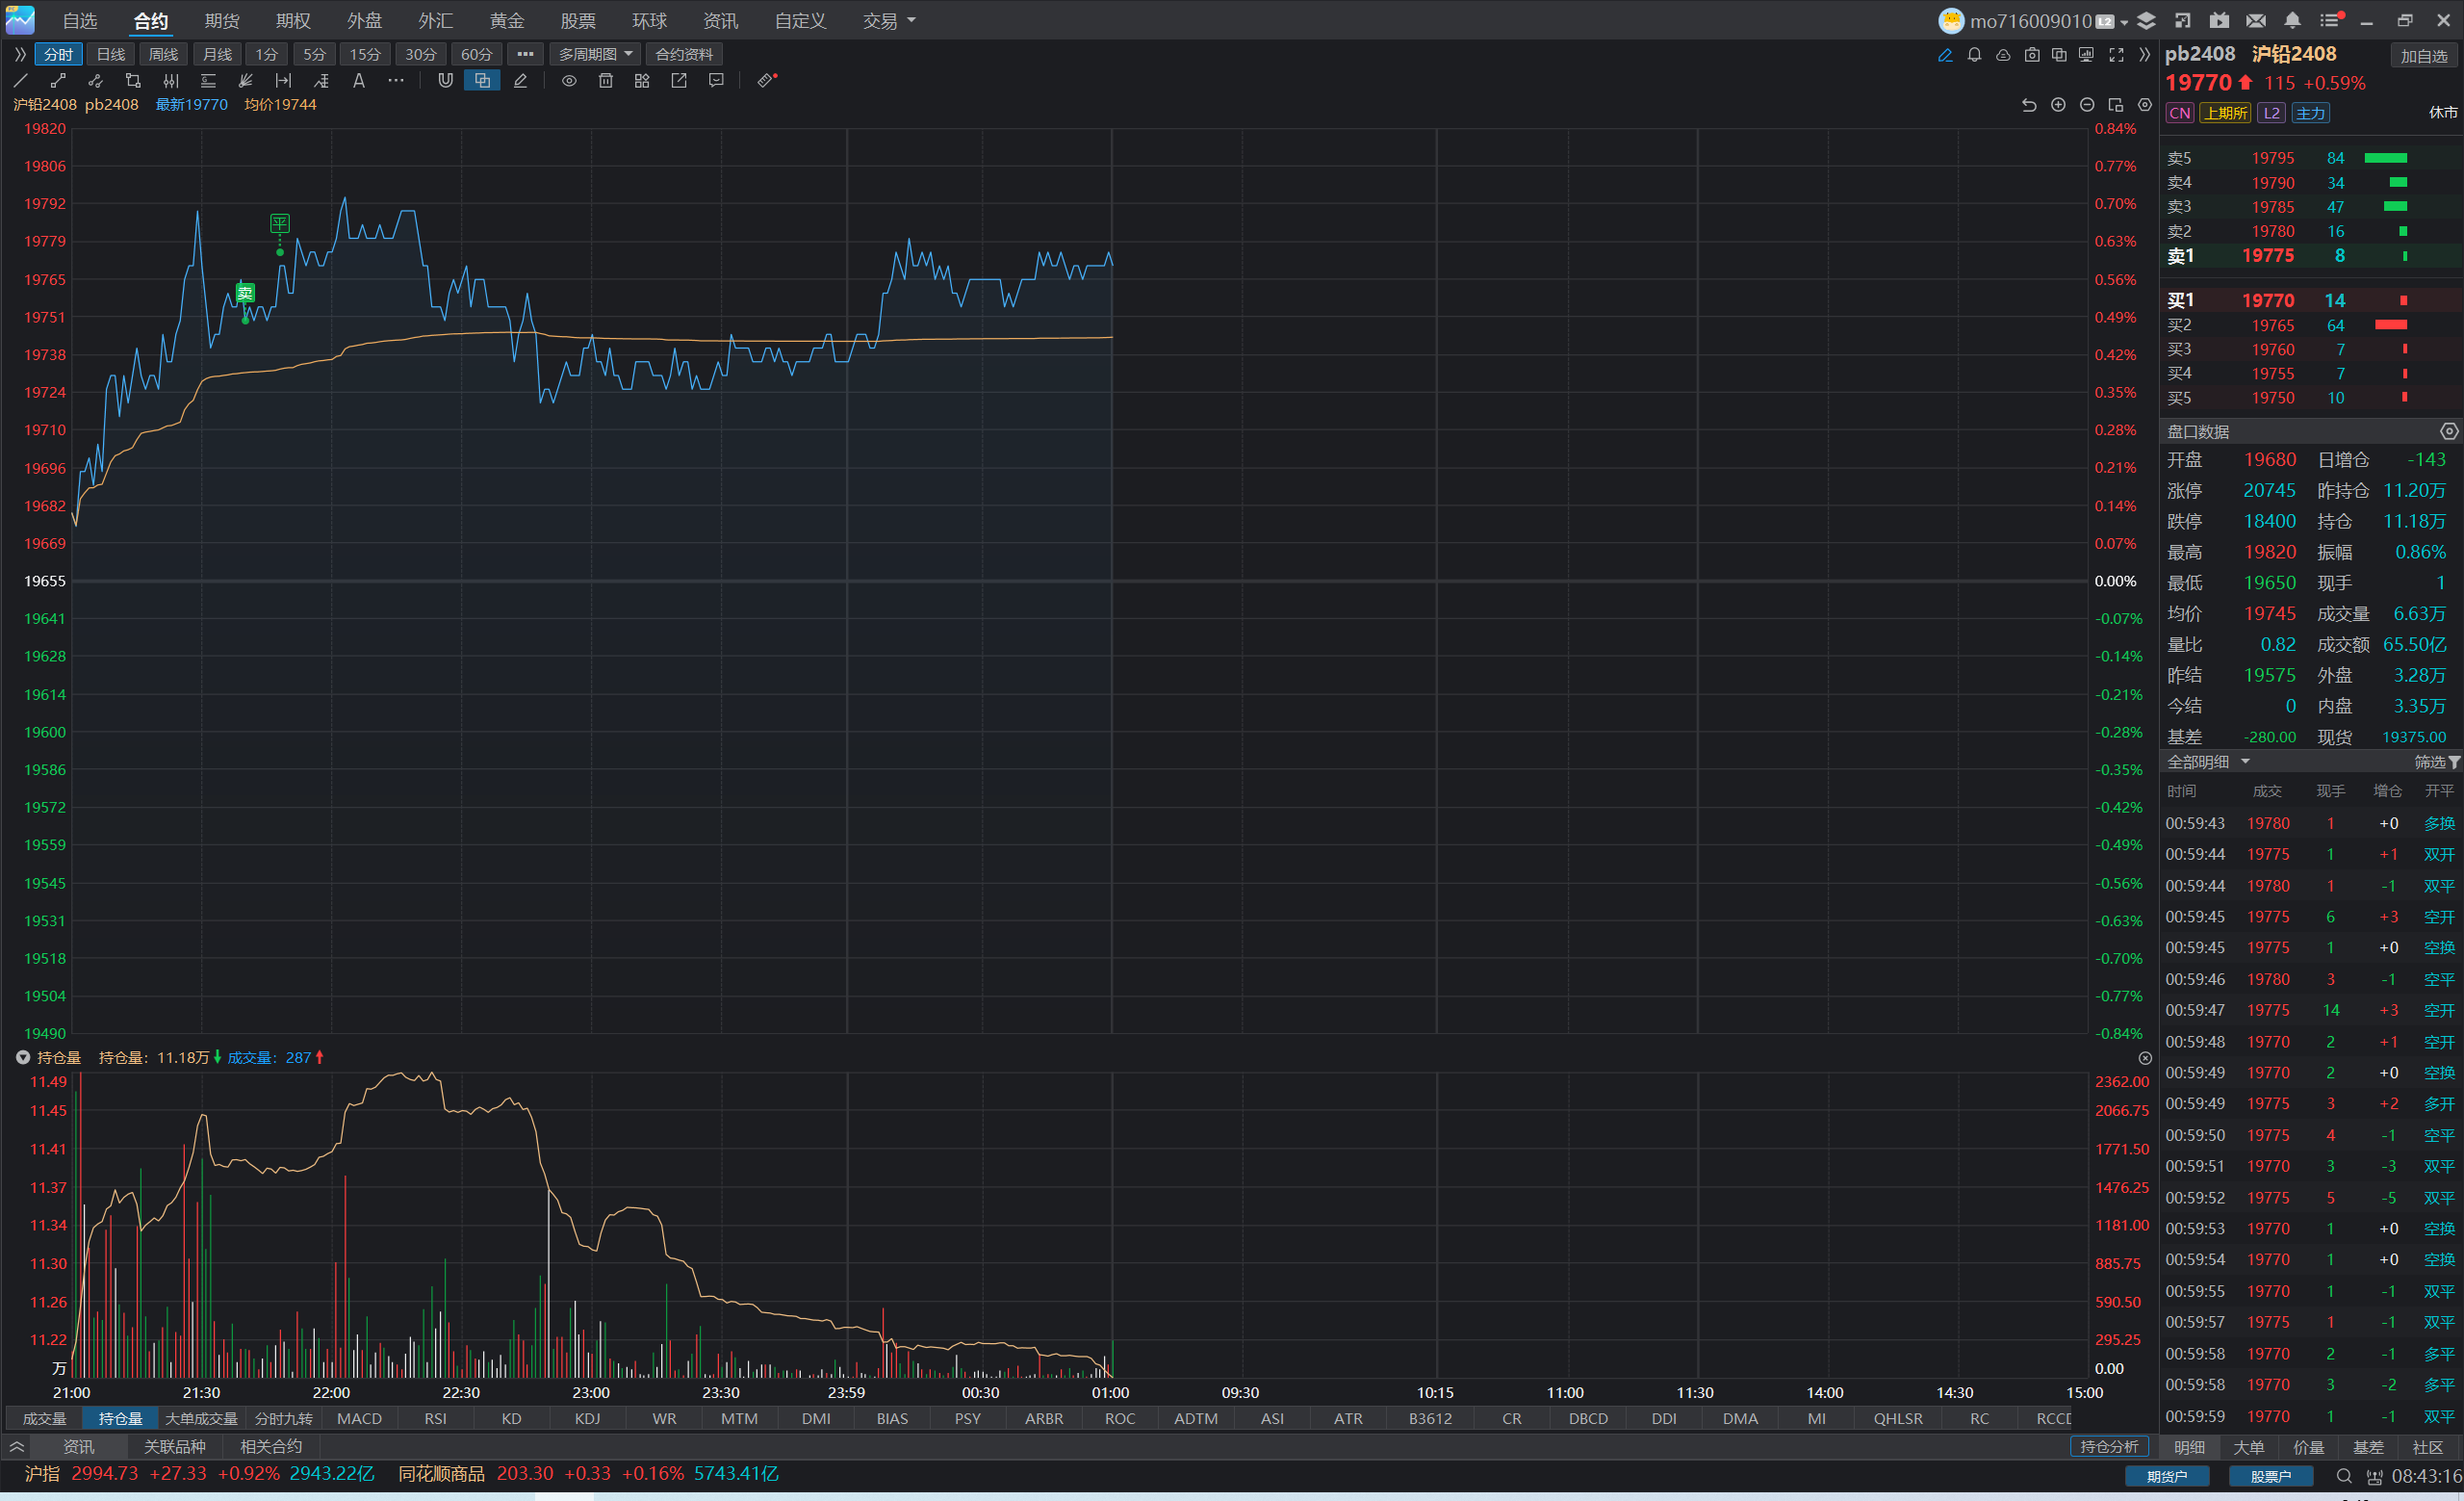 自选 合约 期货 期权 外盘 外汇 黄金 股票 环球 资讯 自定义 交易 mo716009010 L2
分时 日线 周线 月线 1分 5分 15分 30分 60分 多周期图 合约资料
沪铅2408 pb2408 最新19770 均价19744
19820 0.84%
19806 0.77%
19792 0.70%
平
19779 0.63%
19765 0.56%
卖
19751 0.49%
19738 0.42%
19724 0.35%
19710 0.28%
19696 0.21%
19682 0.14%
19669 0.07%
19655 0.00%
19641 -0.07%
19628 -0.14%
19614 -0.21%
19600 -0.28%
19586 -0.35%
19572 -0.42%
19559 -0.49%
19545 -0.56%
19531 -0.63%
19518 -0.70%
19504 -0.77%
19490 -0.84%
持仓量 持仓量：11.18万 成交量：287
11.49 2362.00
11.45 2066.75
11.41 1771.50
11.37 1476.25
11.34 1181.00
11.30 885.75
11.26 590.50
11.22 295.25
万 0.00
21:00 21:30 22:00 22:30 23:00 23:30 23:59 00:30 01:00 09:30 10:15 11:00 11:30 14:00 14:30 15:00
成交量 持仓量 大单成交量 分时九转 MACD RSI KD KDJ WR MTM DMI BIAS PSY ARBR ROC ADTM ASI ATR B3612 CR DBCD DDI DMA MI QHLSR RC RCCD
资讯 关联品种 相关合约 持仓分析
pb2408 沪铅2408 加自选
19770 115 +0.59%
CN 上期所 L2 主力 休市
卖5 19795 84
卖4 19790 34
卖3 19785 47
卖2 19780 16
卖1 19775 8
买1 19770 14
买2 19765 64
买3 19760 7
买4 19755 7
买5 19750 10
盘口数据
开盘 19680 日增仓 -143
涨停 20745 昨持仓 11.20万
跌停 18400 持仓 11.18万
最高 19820 振幅 0.86%
最低 19650 现手 1
均价 19745 成交量 6.63万
量比 0.82 成交额 65.50亿
昨结 19575 外盘 3.28万
今结 0 内盘 3.35万
基差 -280.00 现货 19375.00
全部明细 筛选
时间 成交 现手 增仓 开平
00:59:43 19780 1 +0 多换
00:59:44 19775 1 +1 双开
00:59:44 19780 1 -1 双平
00:59:45 19775 6 +3 空开
00:59:45 19775 1 +0 空换
00:59:46 19780 3 -1 空平
00:59:47 19775 14 +3 空开
00:59:48 19770 2 +1 空开
00:59:49 19770 2 +0 空换
00:59:49 19775 3 +2 多开
00:59:50 19775 4 -1 空平
00:59:51 19770 3 -3 双平
00:59:52 19775 5 -5 双平
00:59:53 19770 1 +0 空换
00:59:54 19770 1 +0 空换
00:59:55 19770 1 -1 双平
00:59:57 19775 1 -1 双平
00:59:58 19770 2 -1 多平
00:59:58 19770 3 -2 多平
00:59:59 19770 1 -1 双平
明细 大单 价量 基差 社区
沪指 2994.73 +27.33 +0.92% 2943.22亿 同花顺商品 203.30 +0.33 +0.16% 5743.41亿 期货户 股票户 08:43:16